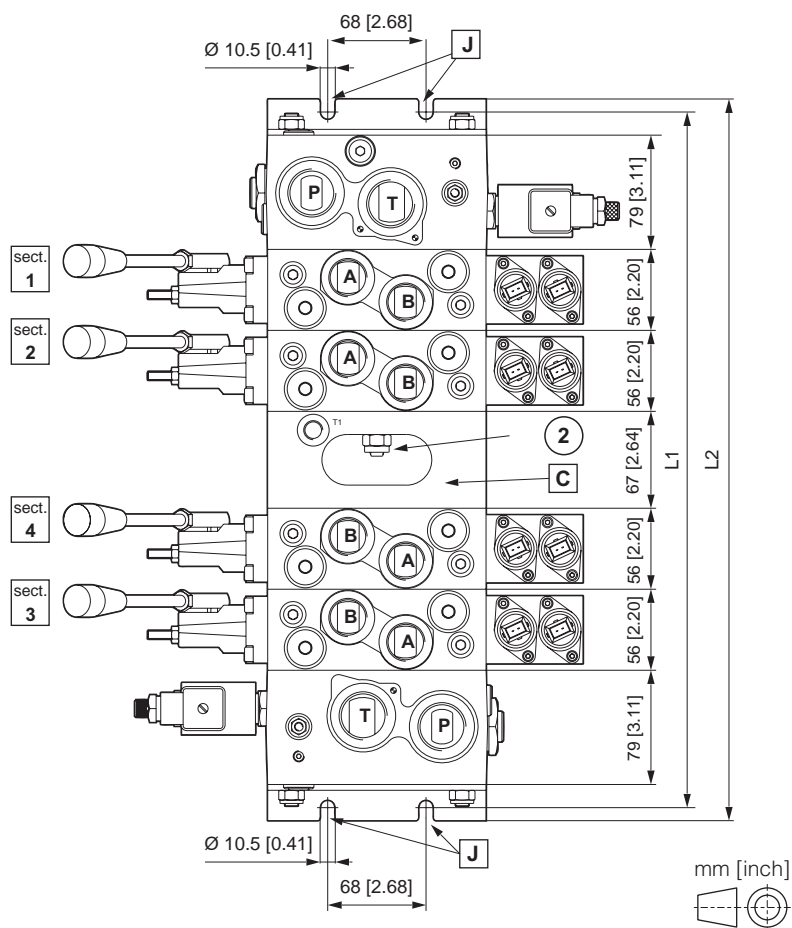 68 [2.68]
J
Ø 10.5 [0.41]
P
T
79 [3.11]
sect.
1
A
B
56 [2.20]
sect.
2
A
B
56 [2.20]
T1
2
C
67 [2.64]
L1
L2
sect.
4
B
A
56 [2.20]
sect.
3
B
A
56 [2.20]
T
P
79 [3.11]
Ø 10.5 [0.41]
J
68 [2.68]
mm [inch]